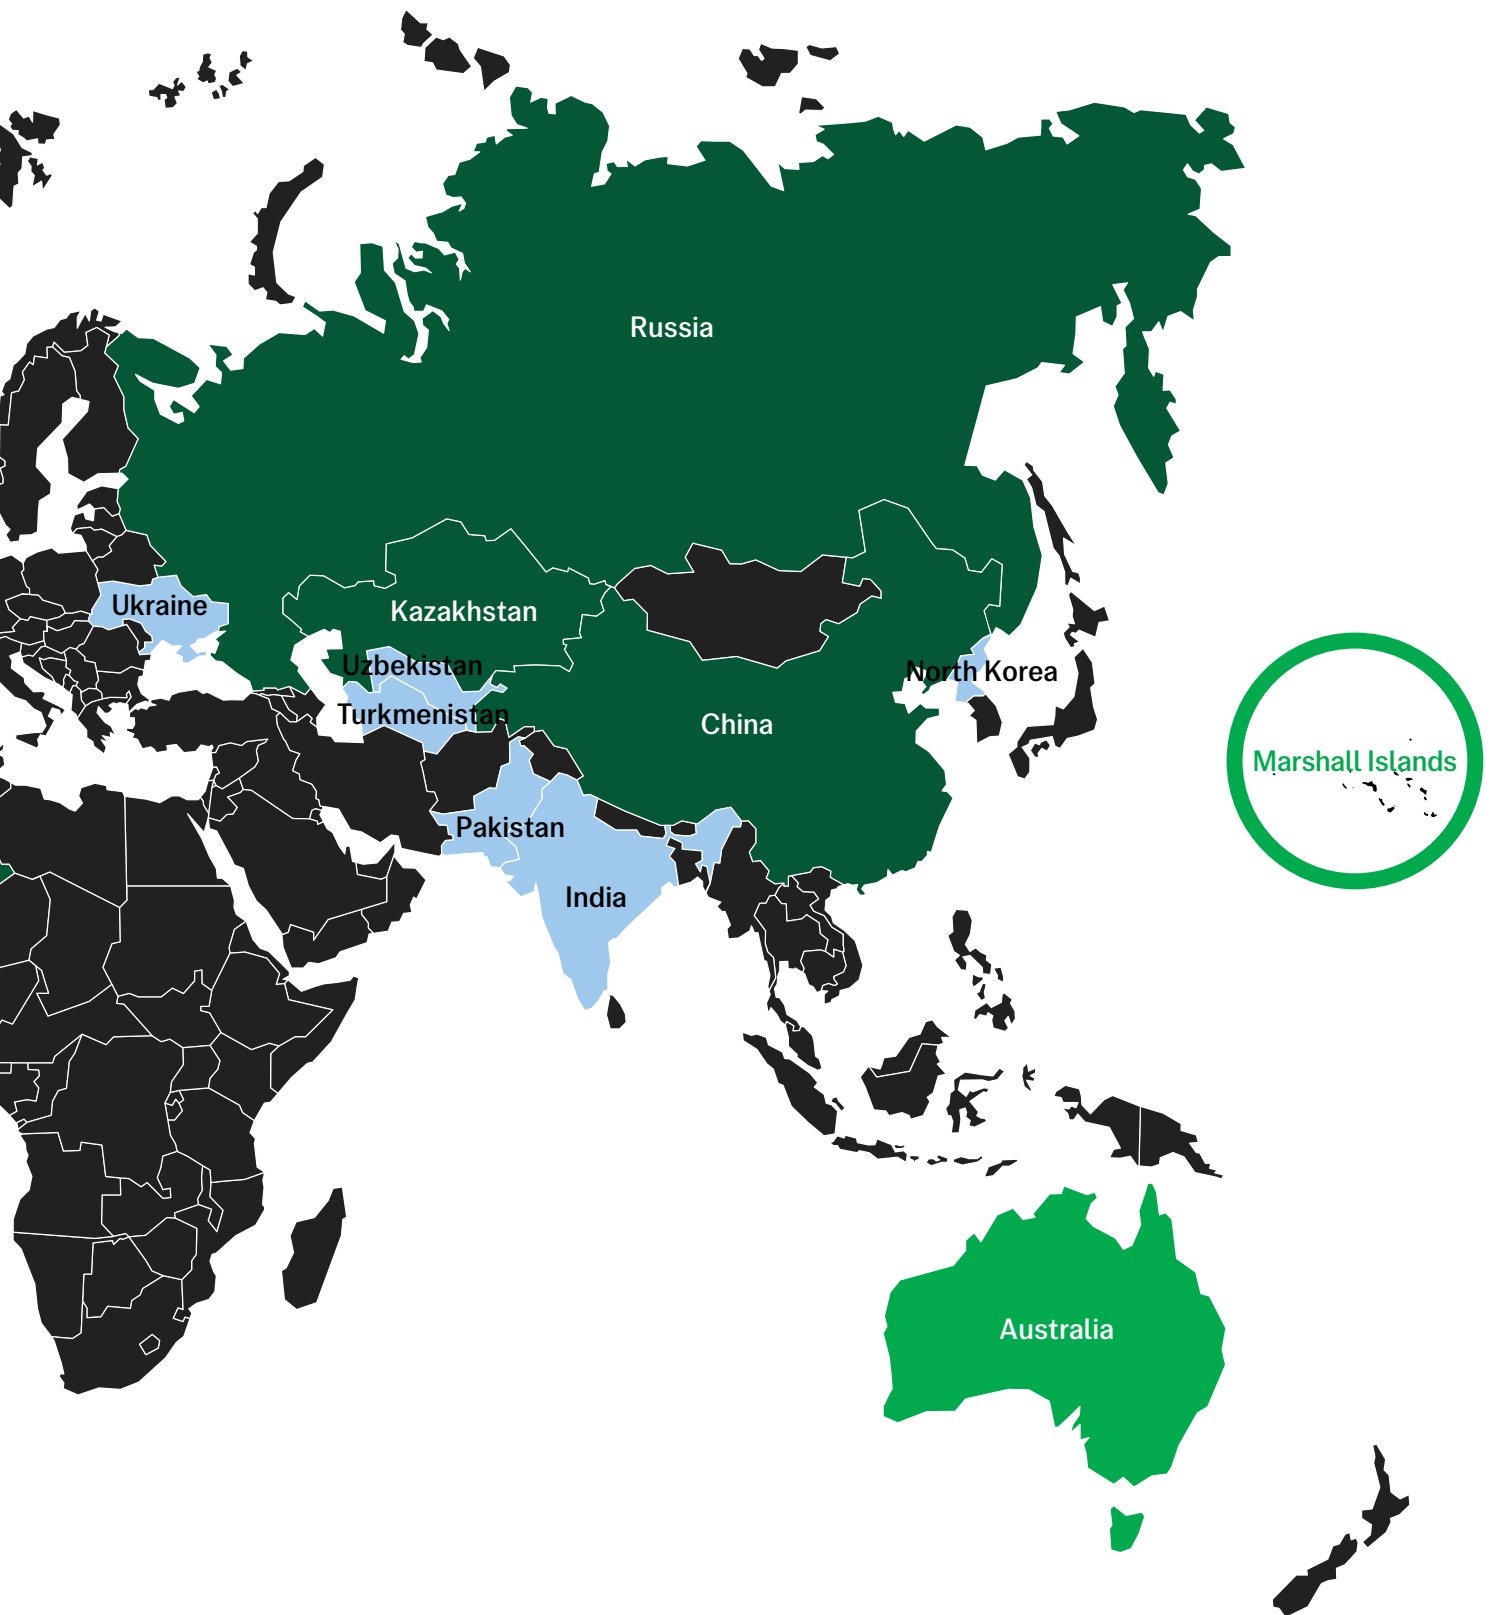 Russia
Ukraine
Kazakhstan
Uzbekistan
North Korea
Turkmenistan
China
Marshall Islands
Pakistan
India
Australia